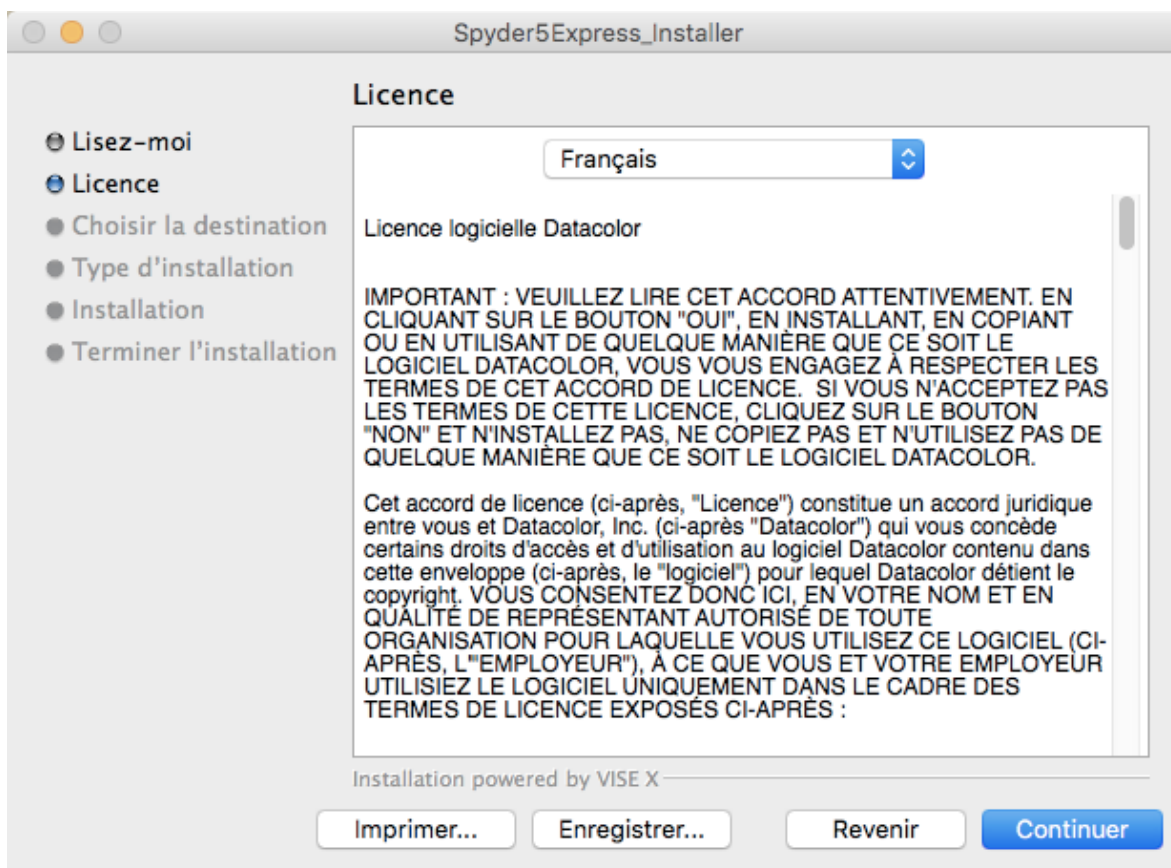 Spyder5Express_Installer
Licence
Lisez-moi
Licence
Choisir la destination
Type d'installation
Installation
Terminer l'installation
Français
Licence logicielle Datacolor
IMPORTANT : VEUILLEZ LIRE CET ACCORD ATTENTIVEMENT. EN
CLIQUANT SUR LE BOUTON "OUI", EN INSTALLANT, EN COPIANT
OU EN UTILISANT DE QUELQUE MANIÈRE QUE CE SOIT LE
LOGICIEL DATACOLOR, VOUS VOUS ENGAGEZ À RESPECTER LES
TERMES DE CET ACCORD DE LICENCE.  SI VOUS N'ACCEPTEZ PAS
LES TERMES DE CETTE LICENCE, CLIQUEZ SUR LE BOUTON
"NON" ET N'INSTALLEZ PAS, NE COPIEZ PAS ET N'UTILISEZ PAS DE
QUELQUE MANIÈRE QUE CE SOIT LE LOGICIEL DATACOLOR.
Cet accord de licence (ci-après, "Licence") constitue un accord juridique
entre vous et Datacolor, Inc. (ci-après "Datacolor") qui vous concède
certains droits d'accès et d'utilisation au logiciel Datacolor contenu dans
cette enveloppe (ci-après, le "logiciel") pour lequel Datacolor détient le
copyright. VOUS CONSENTEZ DONC ICI, EN VOTRE NOM ET EN
QUALITÉ DE REPRÉSENTANT AUTORISÉ DE TOUTE
ORGANISATION POUR LAQUELLE VOUS UTILISEZ CE LOGICIEL (CI-
APRÈS, L'"EMPLOYEUR"), À CE QUE VOUS ET VOTRE EMPLOYEUR
UTILISIEZ LE LOGICIEL UNIQUEMENT DANS LE CADRE DES
TERMES DE LICENCE EXPOSÉS CI-APRÈS :
Installation powered by VISE X
Imprimer...
Enregistrer...
Revenir
Continuer